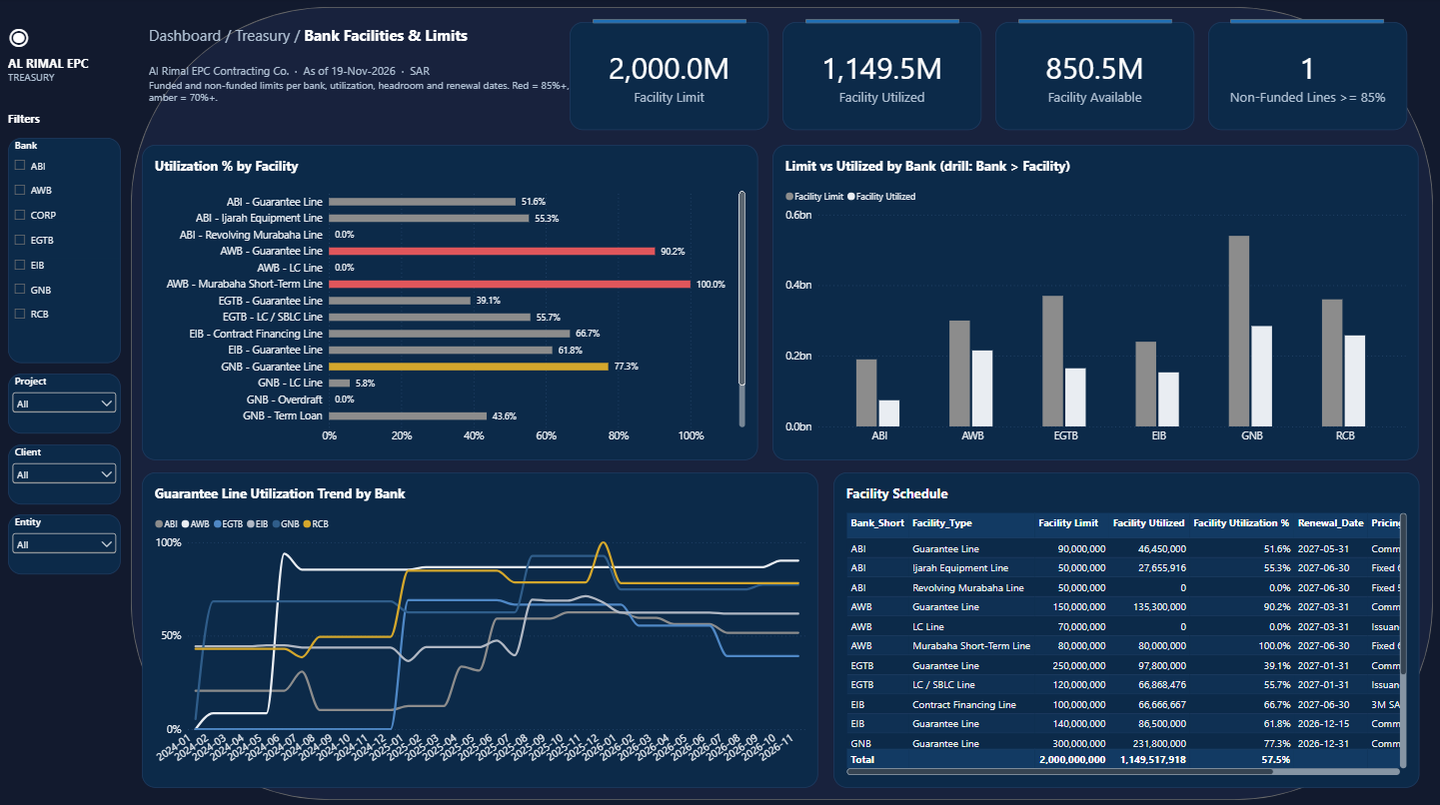 AL RIMAL EPC
TREASURY
Filters
Bank
ABI
AWB
CORP
EGTB
EIB
GNB
RCB
Project
All
Client
All
Entity
All
Dashboard / Treasury / Bank Facilities & Limits
Al Rimal EPC Contracting Co. · As of 19-Nov-2026 · SAR
Funded and non-funded limits per bank, utilization, headroom and renewal dates. Red = 85%+,
amber = 70%+.
2,000.0M
Facility Limit
1,149.5M
Facility Utilized
850.5M
Facility Available
1
Non-Funded Lines >= 85%
Utilization % by Facility
ABI - Guarantee Line 51.6%
ABI - Ijarah Equipment Line 55.3%
ABI - Revolving Murabaha Line 0.0%
AWB - Guarantee Line 90.2%
AWB - LC Line 0.0%
AWB - Murabaha Short-Term Line 100.0%
EGTB - Guarantee Line 39.1%
EGTB - LC / SBLC Line 55.7%
EIB - Contract Financing Line 66.7%
EIB - Guarantee Line 61.8%
GNB - Guarantee Line 77.3%
GNB - LC Line 5.8%
GNB - Overdraft 0.0%
GNB - Term Loan 43.6%
0% 20% 40% 60% 80% 100%
Limit vs Utilized by Bank (drill: Bank > Facility)
Facility Limit Facility Utilized
0.6bn
0.4bn
0.2bn
0.0bn
ABI AWB EGTB EIB GNB RCB
Guarantee Line Utilization Trend by Bank
ABI AWB EGTB EIB GNB RCB
100%
50%
0%
2024-01 2024-02 2024-03 2024-04 2024-05 2024-06 2024-07 2024-08 2024-09 2024-10 2024-11 2024-12 2025-01 2025-02 2025-03 2025-04 2025-05 2025-06 2025-07 2025-08 2025-09 2025-10 2025-11 2025-12 2026-01 2026-02 2026-03 2026-04 2026-05 2026-06 2026-07 2026-08 2026-09 2026-10 2026-11
Facility Schedule
Bank_Short Facility_Type Facility Limit Facility Utilized Facility Utilization % Renewal_Date Pricing
ABI Guarantee Line 90,000,000 46,450,000 51.6% 2027-05-31 Comm
ABI Ijarah Equipment Line 50,000,000 27,655,916 55.3% 2027-06-30 Fixed
ABI Revolving Murabaha Line 50,000,000 0 0.0% 2027-06-30 Fixed
AWB Guarantee Line 150,000,000 135,300,000 90.2% 2027-03-31 Comm
AWB LC Line 70,000,000 0 0.0% 2027-03-31 Issuan
AWB Murabaha Short-Term Line 80,000,000 80,000,000 100.0% 2027-06-30 Fixed
EGTB Guarantee Line 250,000,000 97,800,000 39.1% 2027-01-31 Comm
EGTB LC / SBLC Line 120,000,000 66,868,476 55.7% 2027-01-31 Issuan
EIB Contract Financing Line 100,000,000 66,666,667 66.7% 2027-06-30 3M SA
EIB Guarantee Line 140,000,000 86,500,000 61.8% 2026-12-15 Comm
GNB Guarantee Line 300,000,000 231,800,000 77.3% 2026-12-31 Comm
Total 2,000,000,000 1,149,517,918 57.5%